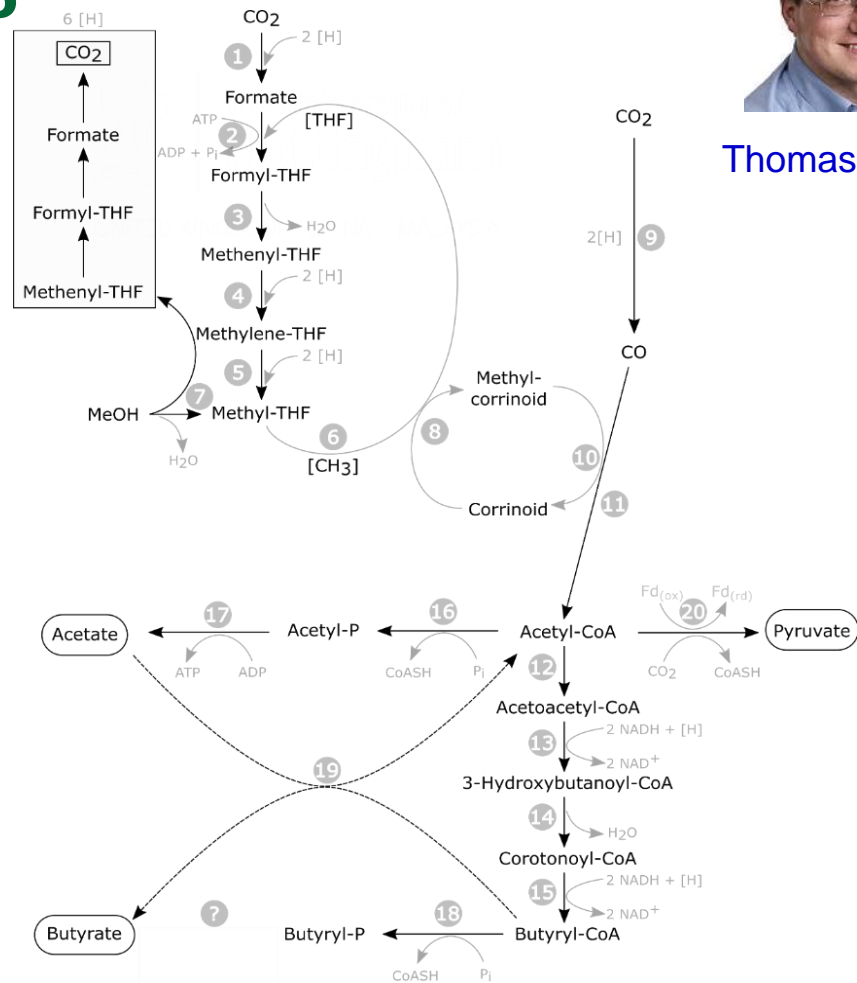 6 [H]
CO2
Formate
Formyl-THF
Methenyl-THF
CO2
1
2 [H]
Formate
ATP
2
ADP + Pi
[THF]
Formyl-THF
3
H2O
Methenyl-THF
4
2 [H]
Methylene-THF
5
2 [H]
MeOH
7
Methyl-THF
H2O
6
[CH3]
8
Methyl-
corrinoid
10
Corrinoid
11
CO2
2[H]
9
CO
Thomas
Acetate
17
ATP
ADP
Acetyl-P
16
CoASH
Pi
Acetyl-CoA
Fd(ox)
20
Fd(rd)
CO2
CoASH
Pyruvate
12
Acetoacetyl-CoA
13
2 NADH + [H]
2 NAD+
3-Hydroxybutanoyl-CoA
14
H2O
Corotonoyl-CoA
15
2 NADH + [H]
2 NAD+
19
Butyrate
?
Butyryl-P
18
CoASH
Pi
Butyryl-CoA